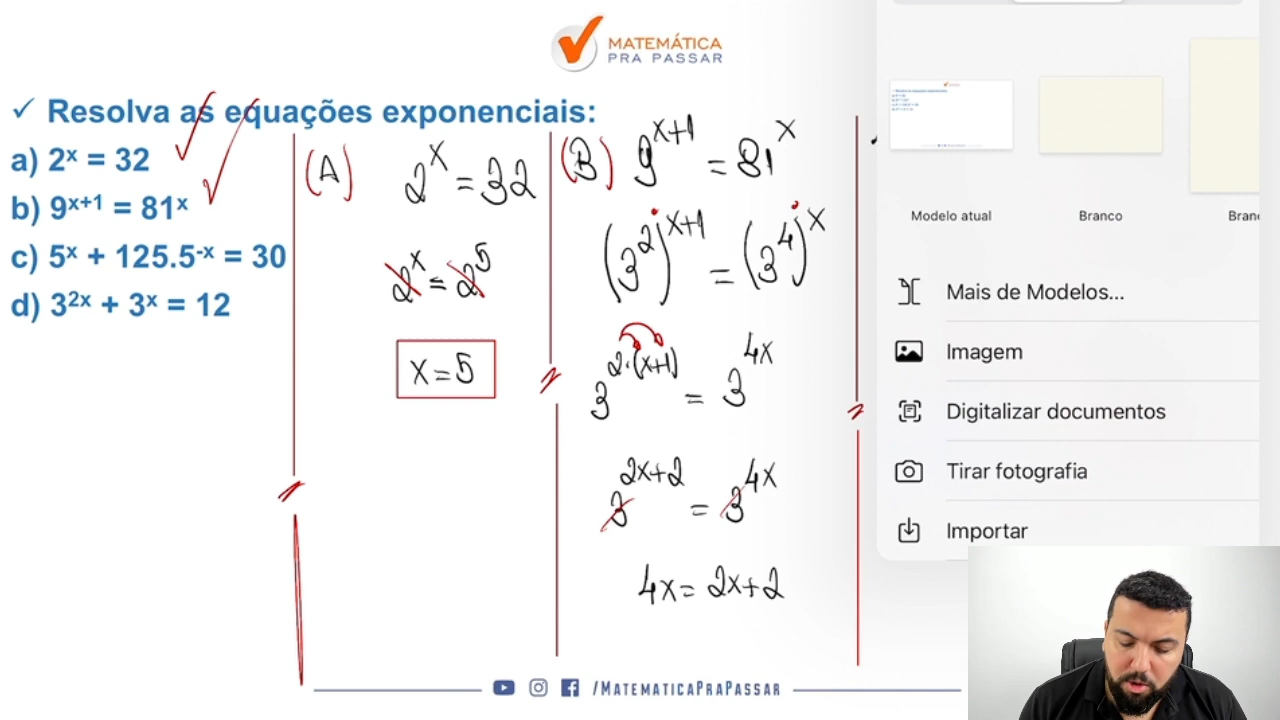 MATEMÁTICA
PRA PASSAR
✓ Resolva as equações exponenciais:
a) 2ˣ = 32
b) 9ˣ⁺¹ = 81ˣ
c) 5ˣ + 125.5⁻ˣ = 30
d) 3²ˣ + 3ˣ = 12
(A) 2ˣ = 32
2ˣ = 2⁵
x = 5
(B) 9ˣ⁺¹ = 81ˣ
(3²)ˣ⁺¹ = (3⁴)ˣ
3²·⁽ˣ⁺¹⁾ = 3⁴ˣ
3²ˣ⁺² = 3⁴ˣ
4x = 2x+2
Modelo atual
Branco
Mais de Modelos...
Imagem
Digitalizar documentos
Tirar fotografia
Importar
/MATEMATICAPRAPASSAR